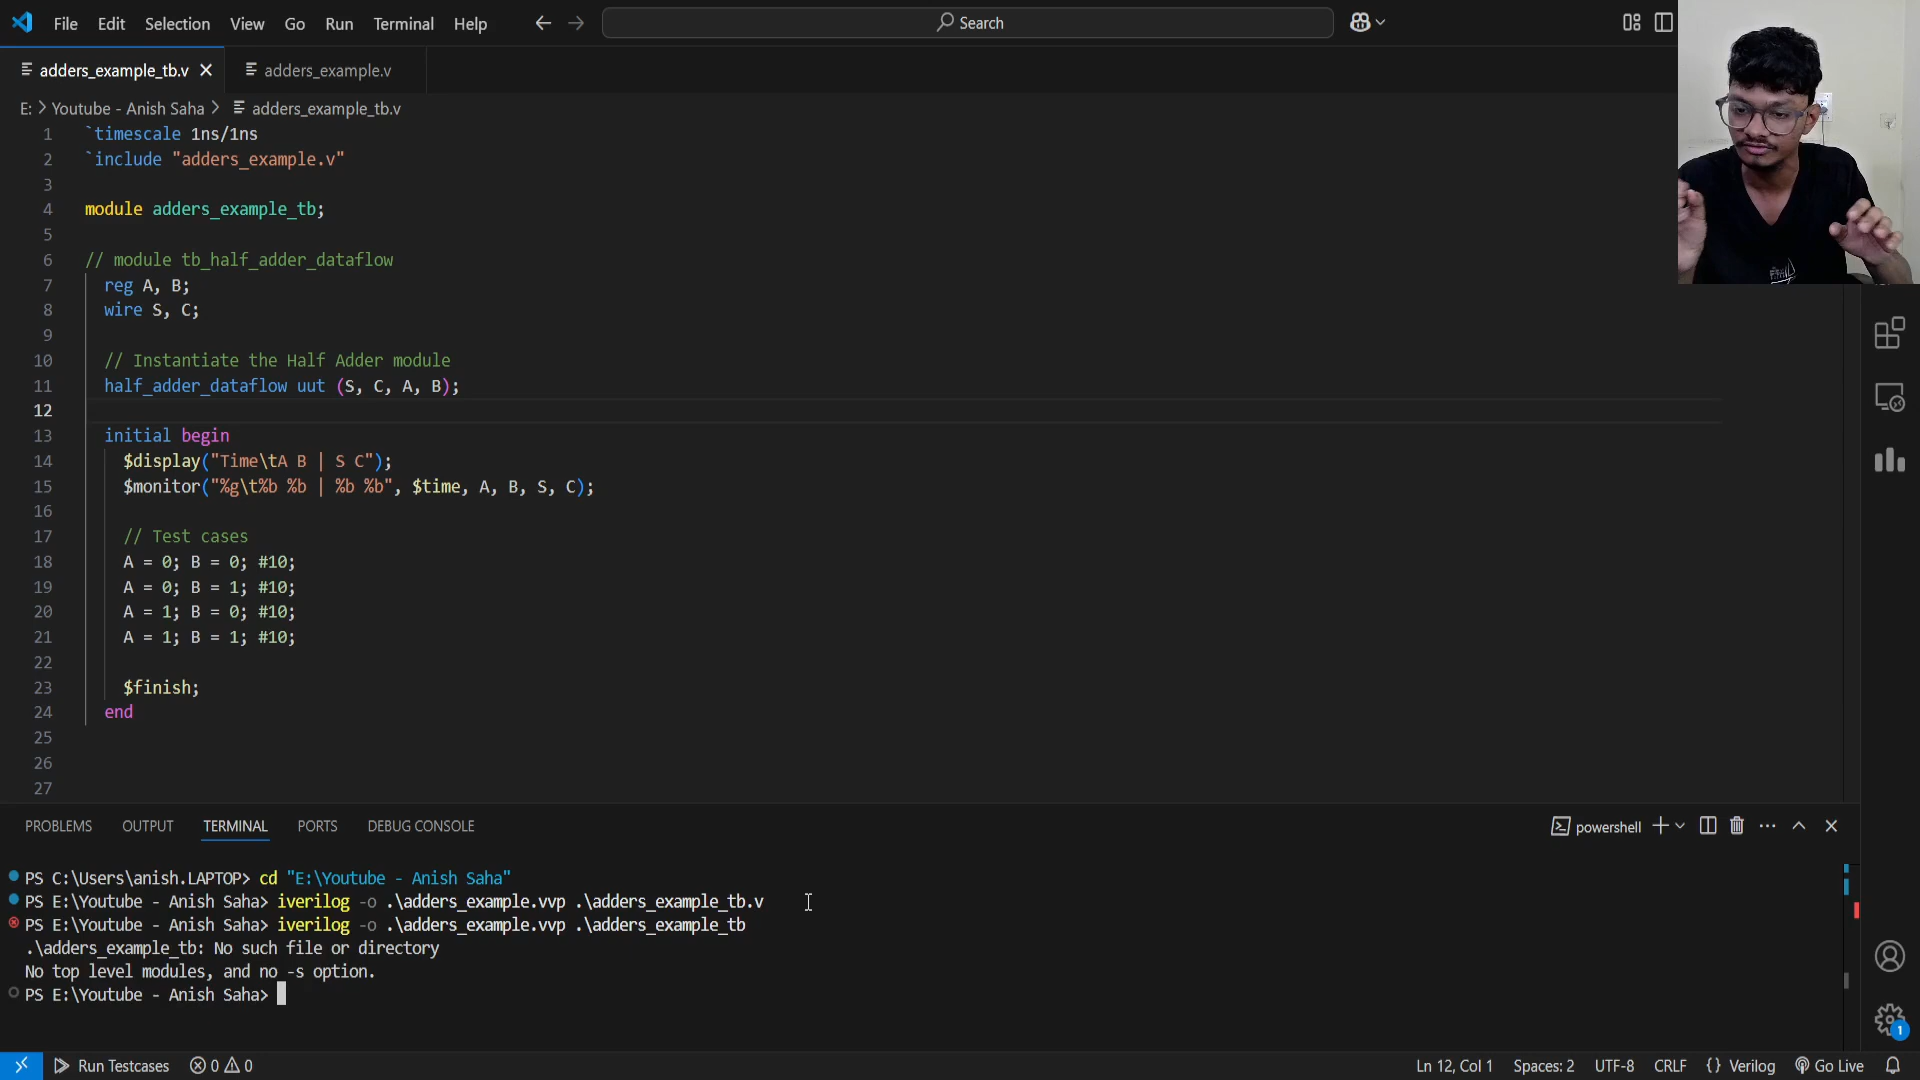 File Edit Selection View Go Run Terminal Help
Search
adders_example_tb.v adders_example.v
E: > Youtube - Anish Saha > adders_example_tb.v
1 `timescale 1ns/1ns
2 `include "adders_example.v"
3
4 module adders_example_tb;
5
6 // module tb_half_adder_dataflow
7 reg A, B;
8 wire S, C;
9
10 // Instantiate the Half Adder module
11 half_adder_dataflow uut (S, C, A, B);
12
13 initial begin
14 $display("Time\tA B | S C");
15 $monitor("%g\t%b %b | %b %b", $time, A, B, S, C);
16
17 // Test cases
18 A = 0; B = 0; #10;
19 A = 0; B = 1; #10;
20 A = 1; B = 0; #10;
21 A = 1; B = 1; #10;
22
23 $finish;
24 end
25
26
27
PROBLEMS OUTPUT TERMINAL PORTS DEBUG CONSOLE powershell
PS C:\Users\anish.LAPTOP> cd "E:\Youtube - Anish Saha"
PS E:\Youtube - Anish Saha> iverilog -o .\adders_example.vvp .\adders_example_tb.v
PS E:\Youtube - Anish Saha> iverilog -o .\adders_example.vvp .\adders_example_tb
.\adders_example_tb: No such file or directory
No top level modules, and no -s option.
PS E:\Youtube - Anish Saha>
1
Run Testcases 0 0 Ln 12, Col 1 Spaces: 2 UTF-8 CRLF {} Verilog Go Live